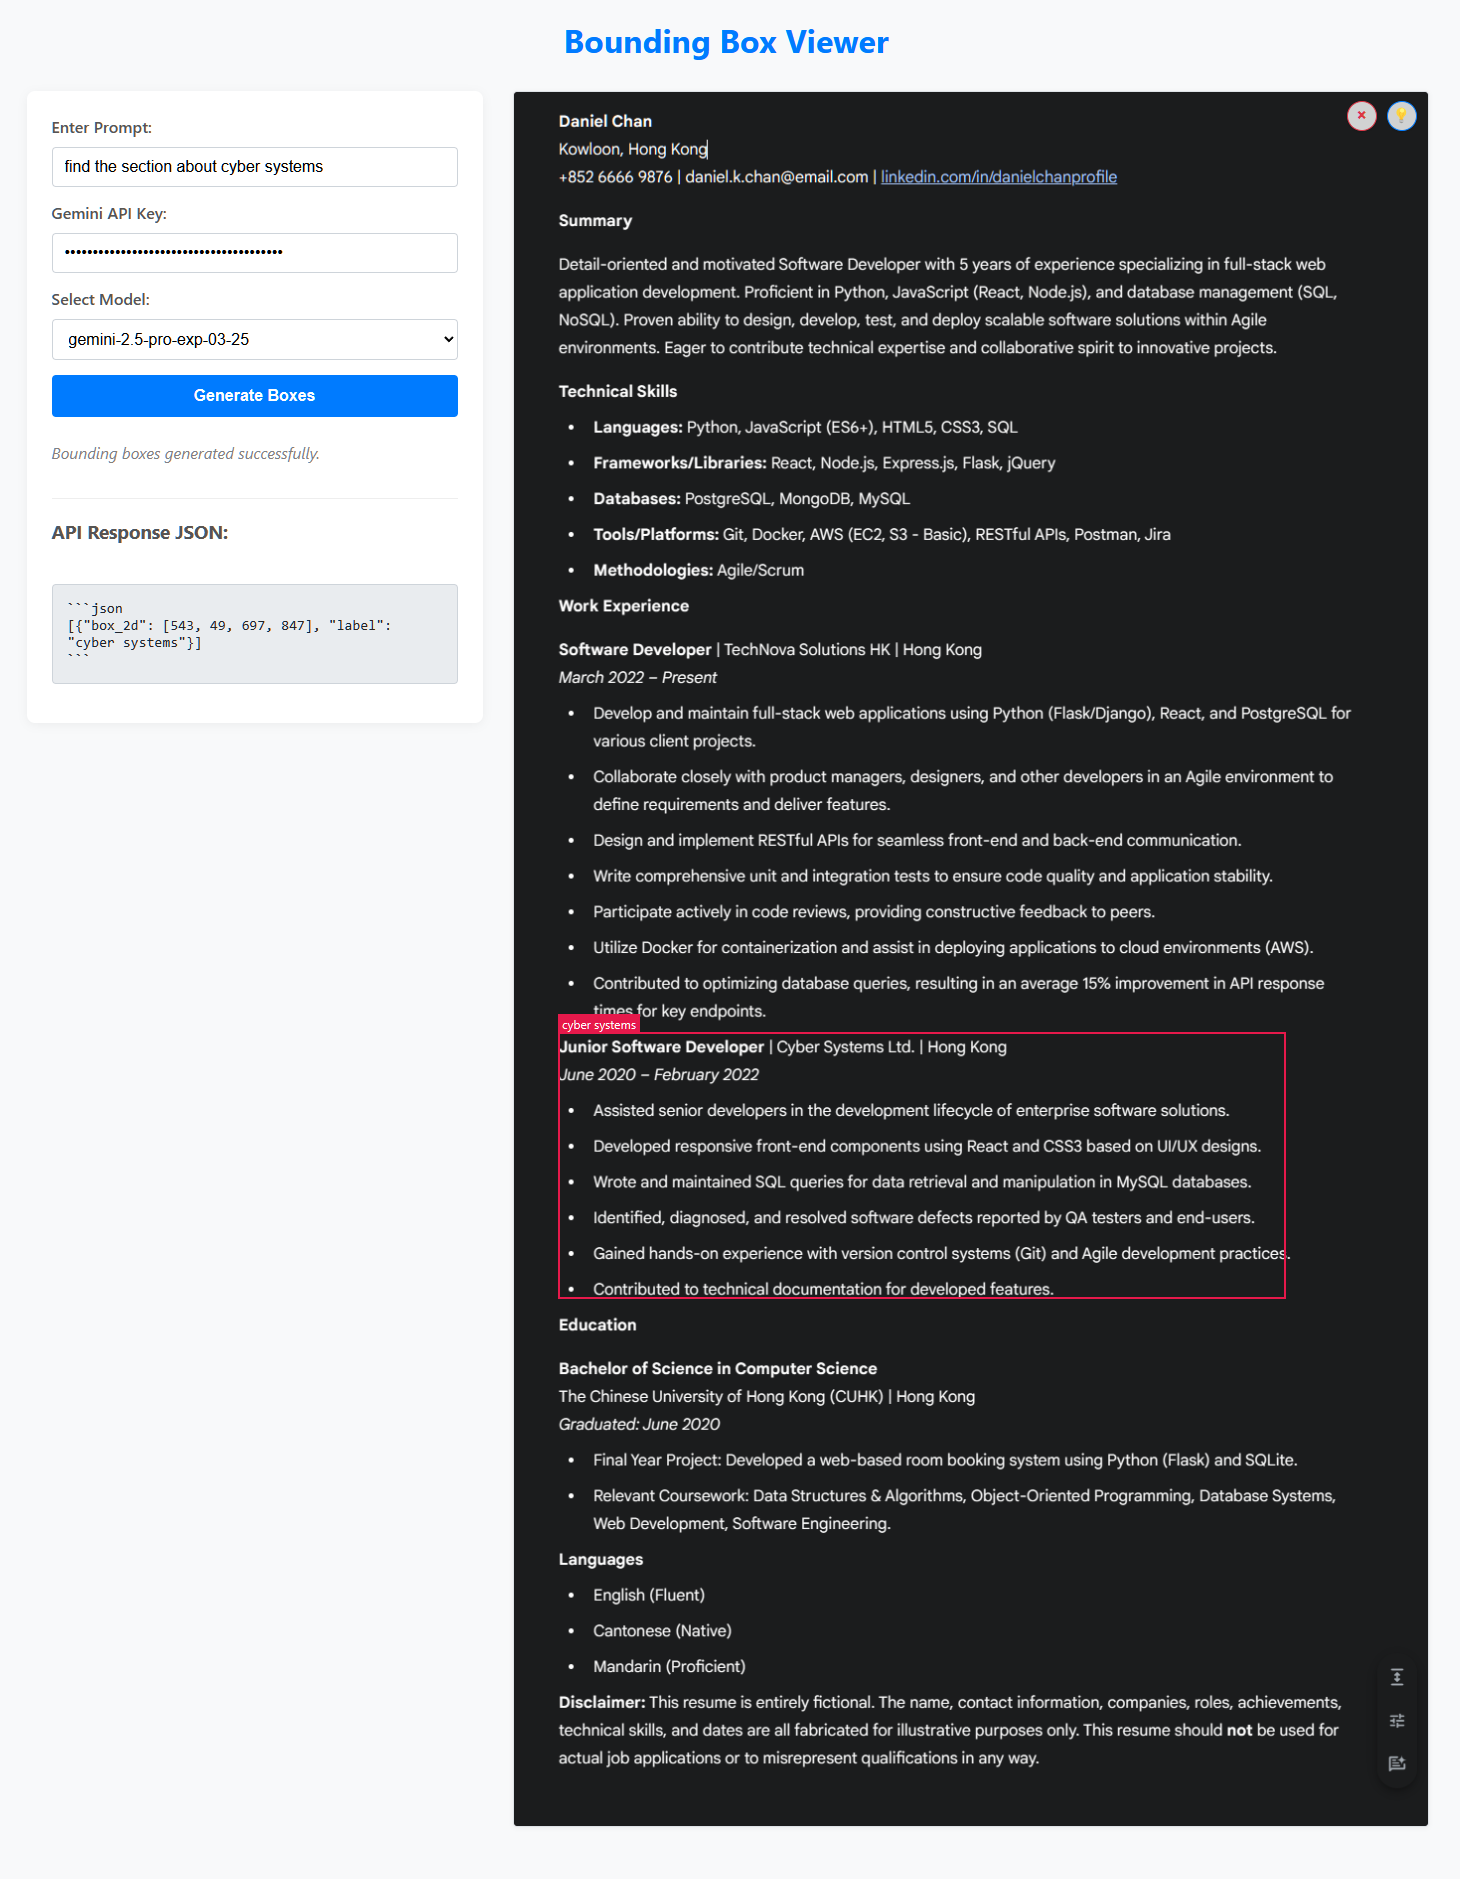 Bounding Box Viewer
Enter Prompt:
find the section about cyber systems
Gemini API Key:
••••••••••••••••••••••••••••••••••••••••
Select Model:
gemini-2.5-pro-exp-03-25
Generate Boxes
Bounding boxes generated successfully.
API Response JSON:
```json
[{"box_2d": [543, 49, 697, 847], "label":
"cyber systems"}]
```
Daniel Chan
Kowloon, Hong Kong
+852 6666 9876 | daniel.k.chan@email.com | linkedin.com/in/danielchanprofile
Summary
Detail-oriented and motivated Software Developer with 5 years of experience specializing in full-stack web
application development. Proficient in Python, JavaScript (React, Node.js), and database management (SQL,
NoSQL). Proven ability to design, develop, test, and deploy scalable software solutions within Agile
environments. Eager to contribute technical expertise and collaborative spirit to innovative projects.
Technical Skills
• Languages: Python, JavaScript (ES6+), HTML5, CSS3, SQL
• Frameworks/Libraries: React, Node.js, Express.js, Flask, jQuery
• Databases: PostgreSQL, MongoDB, MySQL
• Tools/Platforms: Git, Docker, AWS (EC2, S3 - Basic), RESTful APIs, Postman, Jira
• Methodologies: Agile/Scrum
Work Experience
Software Developer | TechNova Solutions HK | Hong Kong
March 2022 – Present
• Develop and maintain full-stack web applications using Python (Flask/Django), React, and PostgreSQL for
various client projects.
• Collaborate closely with product managers, designers, and other developers in an Agile environment to
define requirements and deliver features.
• Design and implement RESTful APIs for seamless front-end and back-end communication.
• Write comprehensive unit and integration tests to ensure code quality and application stability.
• Participate actively in code reviews, providing constructive feedback to peers.
• Utilize Docker for containerization and assist in deploying applications to cloud environments (AWS).
• Contributed to optimizing database queries, resulting in an average 15% improvement in API response
times for key endpoints.
cyber systems
Junior Software Developer | Cyber Systems Ltd. | Hong Kong
June 2020 – February 2022
• Assisted senior developers in the development lifecycle of enterprise software solutions.
• Developed responsive front-end components using React and CSS3 based on UI/UX designs.
• Wrote and maintained SQL queries for data retrieval and manipulation in MySQL databases.
• Identified, diagnosed, and resolved software defects reported by QA testers and end-users.
• Gained hands-on experience with version control systems (Git) and Agile development practices.
• Contributed to technical documentation for developed features.
Education
Bachelor of Science in Computer Science
The Chinese University of Hong Kong (CUHK) | Hong Kong
Graduated: June 2020
• Final Year Project: Developed a web-based room booking system using Python (Flask) and SQLite.
• Relevant Coursework: Data Structures & Algorithms, Object-Oriented Programming, Database Systems,
Web Development, Software Engineering.
Languages
• English (Fluent)
• Cantonese (Native)
• Mandarin (Proficient)
Disclaimer: This resume is entirely fictional. The name, contact information, companies, roles, achievements,
technical skills, and dates are all fabricated for illustrative purposes only. This resume should not be used for
actual job applications or to misrepresent qualifications in any way.